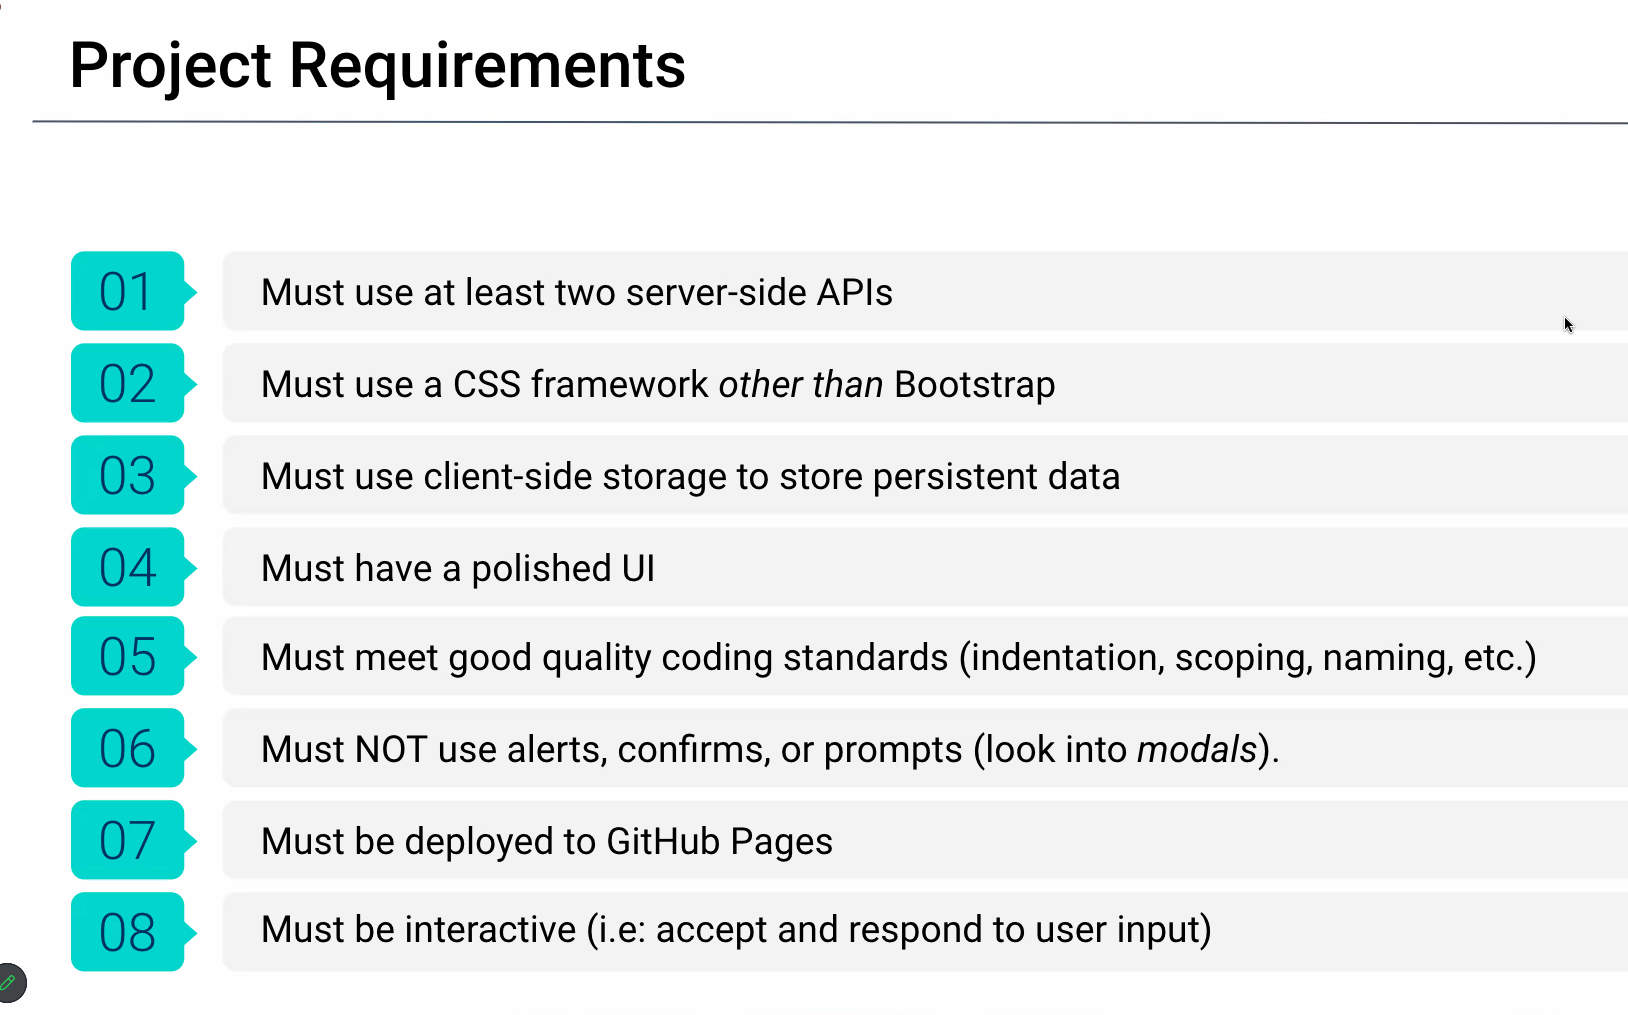 Project Requirements
01 Must use at least two server-side APIs
02 Must use a CSS framework other than Bootstrap
03 Must use client-side storage to store persistent data
04 Must have a polished UI
05 Must meet good quality coding standards (indentation, scoping, naming, etc.)
06 Must NOT use alerts, confirms, or prompts (look into modals).
07 Must be deployed to GitHub Pages
08 Must be interactive (i.e: accept and respond to user input)